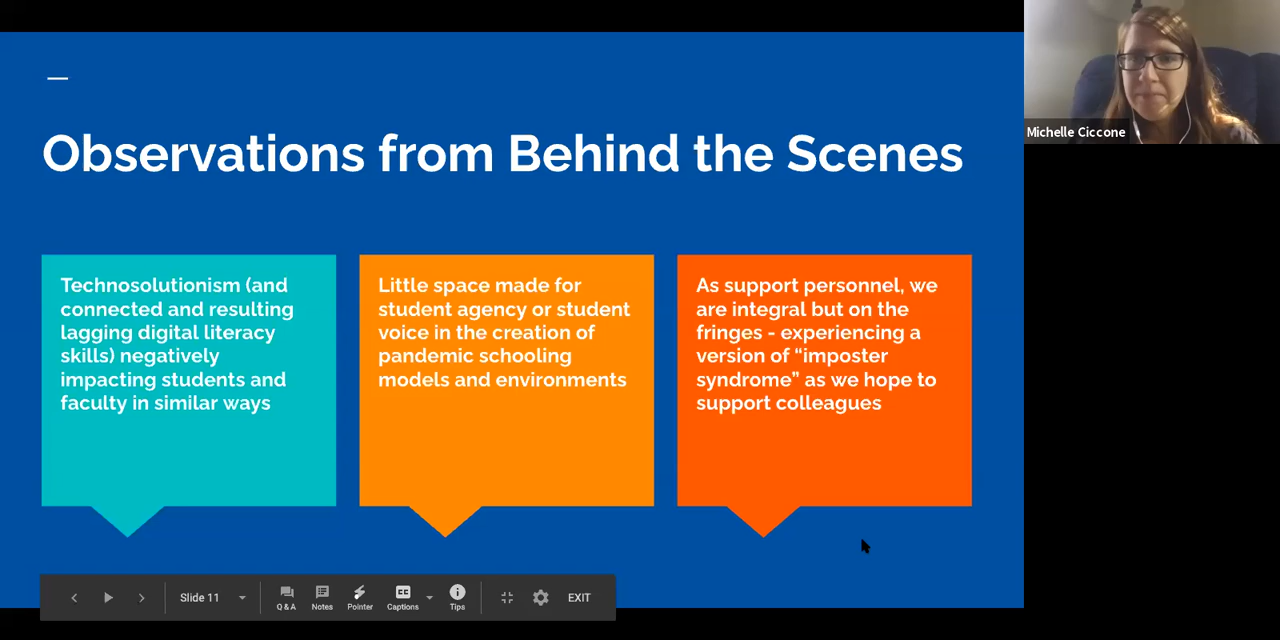 Michelle Ciccone
Observations from Behind the Scenes
Technosolutionism (and
connected and resulting
lagging digital literacy
skills) negatively
impacting students and
faculty in similar ways
Little space made for
student agency or student
voice in the creation of
pandemic schooling
models and environments
As support personnel, we
are integral but on the
fringes - experiencing a
version of “imposter
syndrome” as we hope to
support colleagues
Slide 11
Q & A
Notes
Pointer
CC
Captions
Tips
EXIT